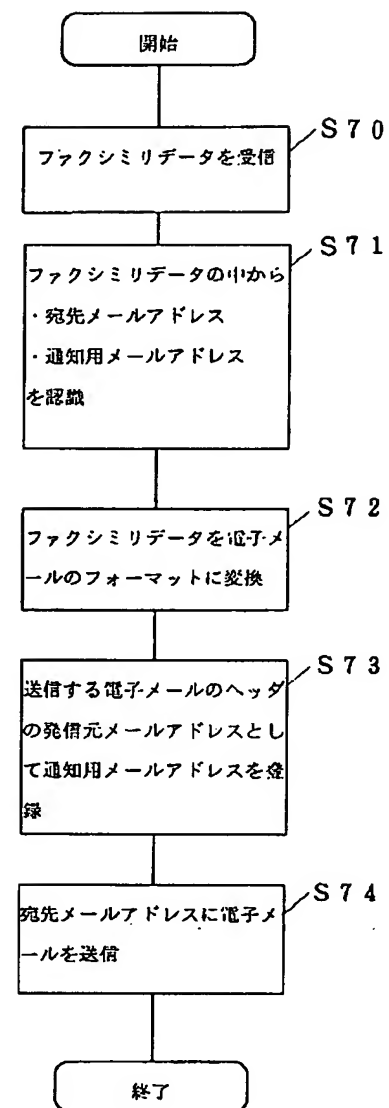 開始
S70
ファクシミリデータを受信
S71
ファクシミリデータの中から
・宛先メールアドレス
・通知用メールアドレス
を認識
S72
ファクシミリデータを電子メ
ールのフォーマットに変換
S73
送信する電子メールのヘッダ
の発信元メールアドレスとし
て通知用メールアドレスを登
録
S74
宛先メールアドレスに電子メ
ールを送信
終了